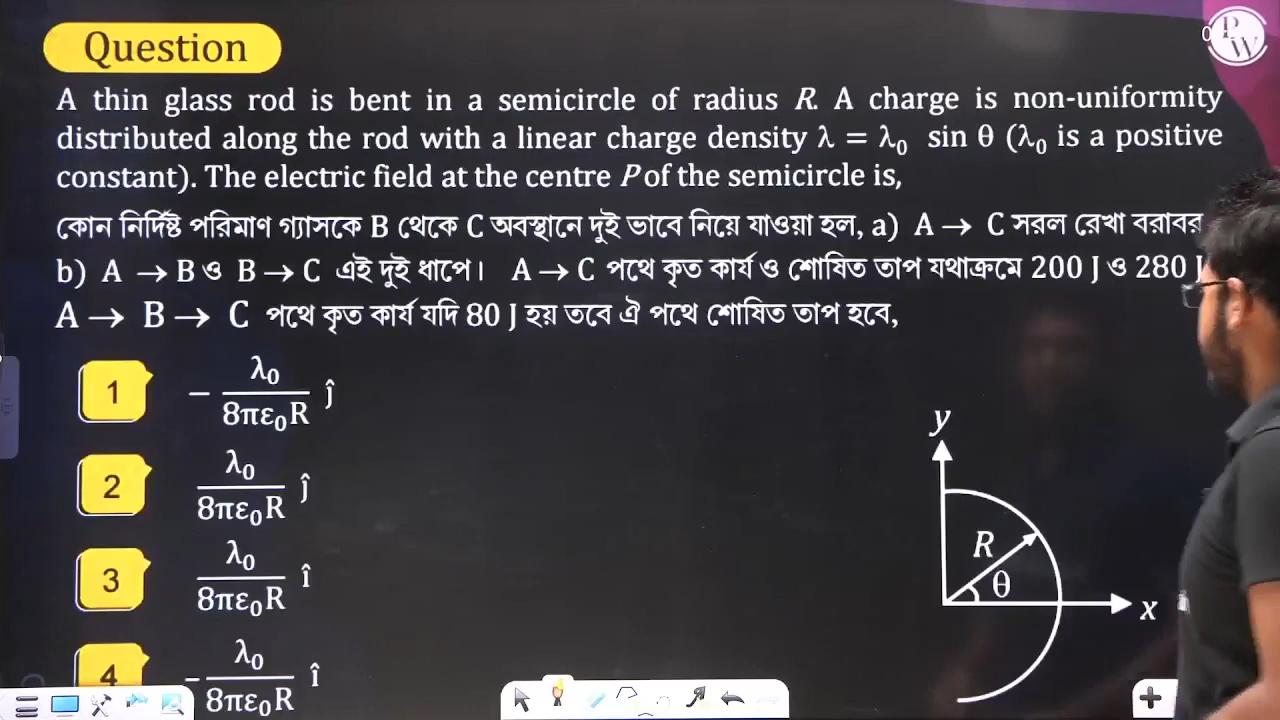 Question
A thin glass rod is bent in a semicircle of radius R. A charge is non-uniformity
distributed along the rod with a linear charge density λ = λ₀ sin θ (λ₀ is a positive
constant). The electric field at the centre P of the semicircle is,
কোন নির্দিষ্ট পরিমাণ গ্যাসকে B থেকে C অবস্থানে দুই ভাবে নিয়ে যাওয়া হল, a) A → C সরল রেখা বরাবর
b) A → B ও B → C এই দুই ধাপে। A → C পথে কৃত কার্য ও শোষিত তাপ যথাক্রমে 200 J ও 280 J
A → B → C পথে কৃত কার্য যদি 80 J হয় তবে ঐ পথে শোষিত তাপ হবে,
1 − λ₀/8πε₀R ĵ
2 λ₀/8πε₀R ĵ
3 λ₀/8πε₀R î
4 − λ₀/8πε₀R î
y
R
θ
x
P
W